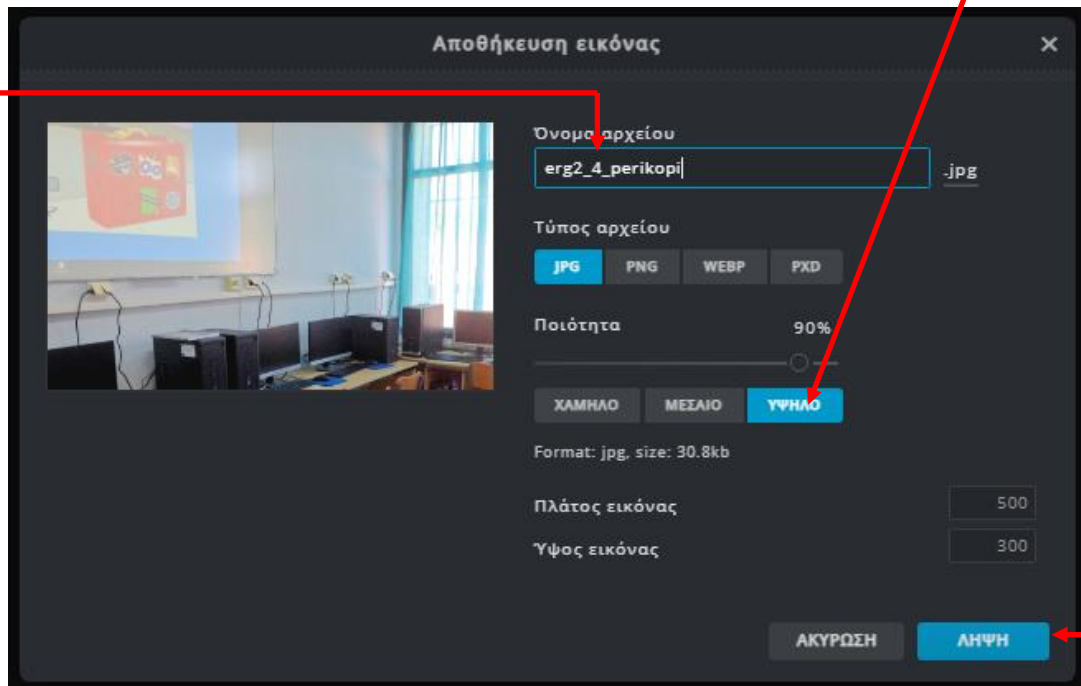 Αποθήκευση εικόνας ×
Όνομα αρχείου
erg2_4_perikopi .jpg
Τύπος αρχείου
JPG PNG WEBP PXD
Ποιότητα 90%
ΧΑΜΗΛΟ ΜΕΣΑΙΟ ΥΨΗΛΟ
Format: jpg, size: 30.8kb
Πλάτος εικόνας 500
Ύψος εικόνας 300
ΑΚΥΡΩΣΗ ΛΗΨΗ